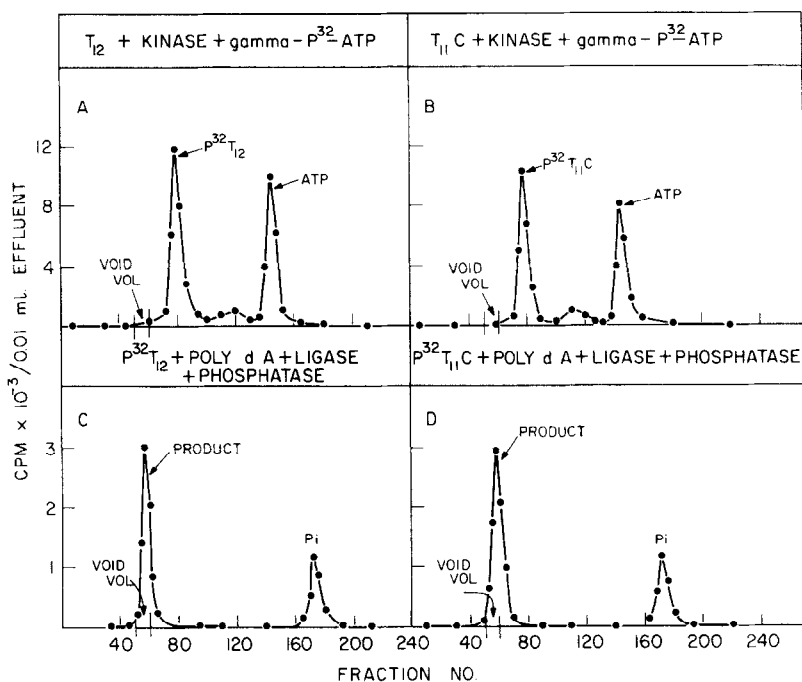 T12 + KINASE + gamma-P32-ATP
T11C + KINASE + gamma-P32-ATP
A
P32T12
ATP
VOID
VOL
12
8
4
B
P32T11C
ATP
VOID
VOL
P32T12 + POLY d A + LIGASE
+ PHOSPHATASE
P32T11C + POLY d A + LIGASE + PHOSPHATASE
CPM x 10-3/0.01 ml. EFFLUENT
C
PRODUCT
VOID
VOL
Pi
3
2
1
D
PRODUCT
VOID
VOL
Pi
40 80 120 160 200 240 40 80 120 160 200 240
FRACTION NO.